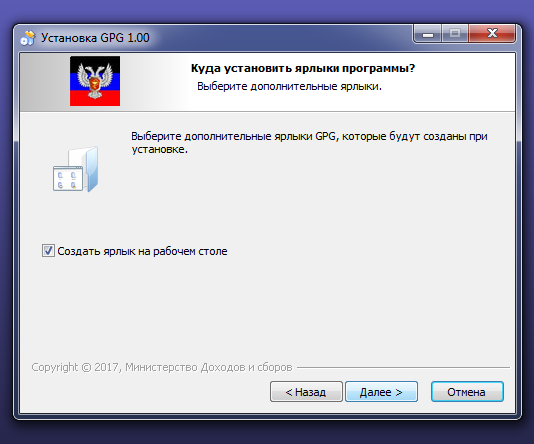 Установка GPG 1.00
Куда установить ярлыки программы?
Выберите дополнительные ярлыки.
Выберите дополнительные ярлыки GPG, которые будут созданы при
установке.
Создать ярлык на рабочем столе
Copyright © 2017, Министерство Доходов и сборов
< Назад
Далее >
Отмена